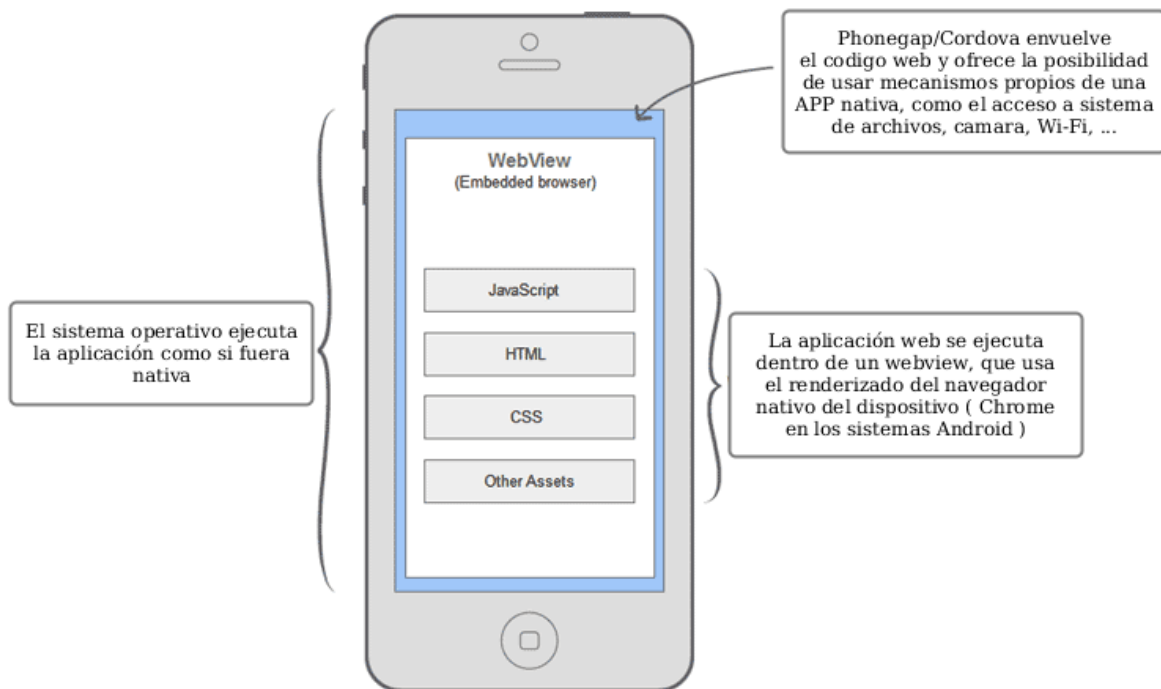 Phonegap/Cordova envuelve
el codigo web y ofrece la posibilidad
de usar mecanismos propios de una
APP nativa, como el acceso a sistema
de archivos, camara, Wi-Fi, ...
WebView
(Embedded browser)
JavaScript
HTML
CSS
Other Assets
El sistema operativo ejecuta
la aplicación como si fuera
nativa
La aplicación web se ejecuta
dentro de un webview, que usa
el renderizado del navegador
nativo del dispositivo ( Chrome
en los sistemas Android )